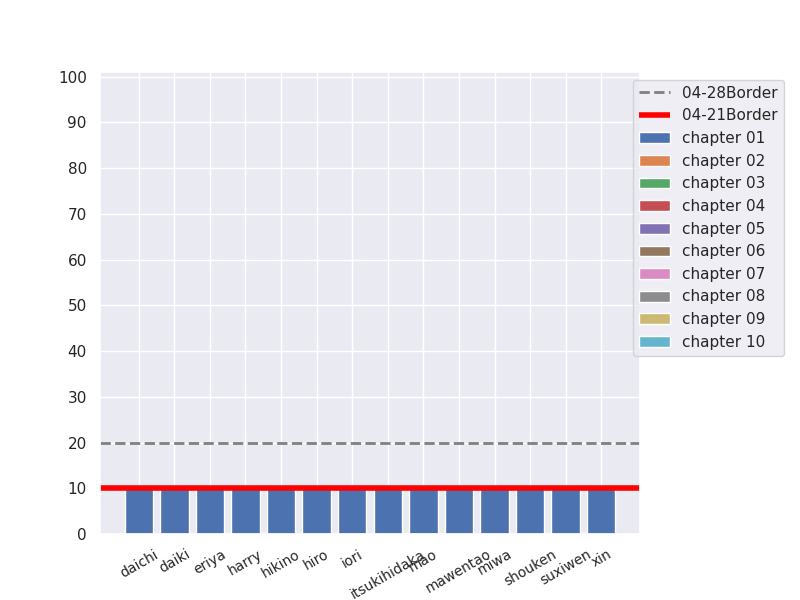 100
90
80
70
60
50
40
30
20
10
0
daichi
daiki
eriya
harry
hikino
hiro
iori
itsukihidaka
mao
mawentao
miwa
shouken
suxiwen
xin
04-28Border
04-21Border
chapter 01
chapter 02
chapter 03
chapter 04
chapter 05
chapter 06
chapter 07
chapter 08
chapter 09
chapter 10